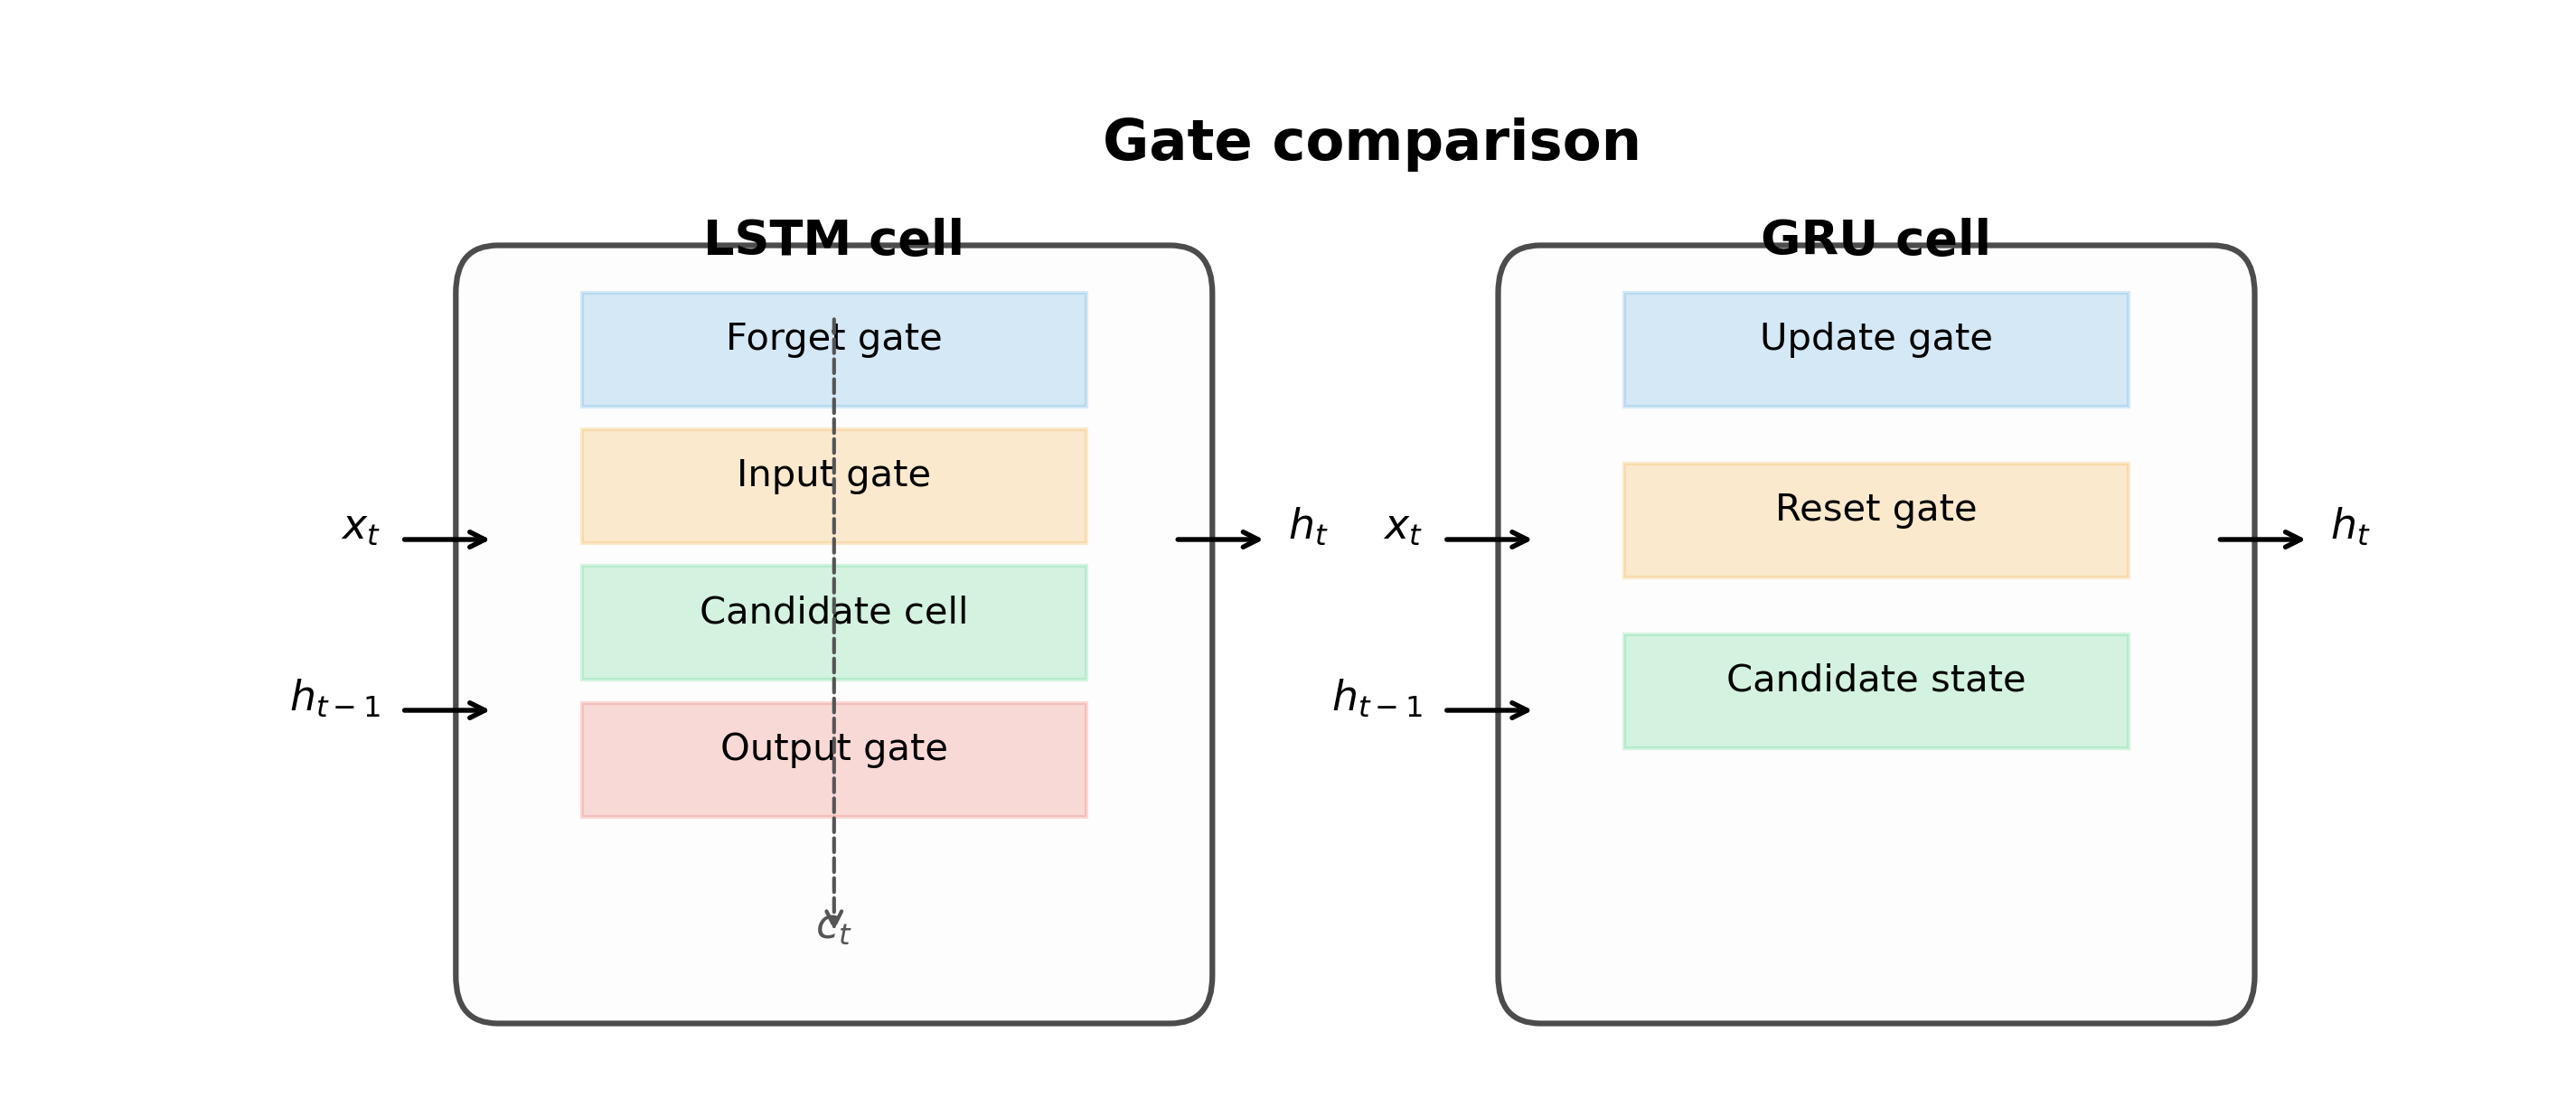 Gate comparison
LSTM cell
Forget gate
Input gate
Candidate cell
Output gate
x_t
h_{t-1}
h_t
c_t
GRU cell
Update gate
Reset gate
Candidate state
x_t
h_{t-1}
h_t